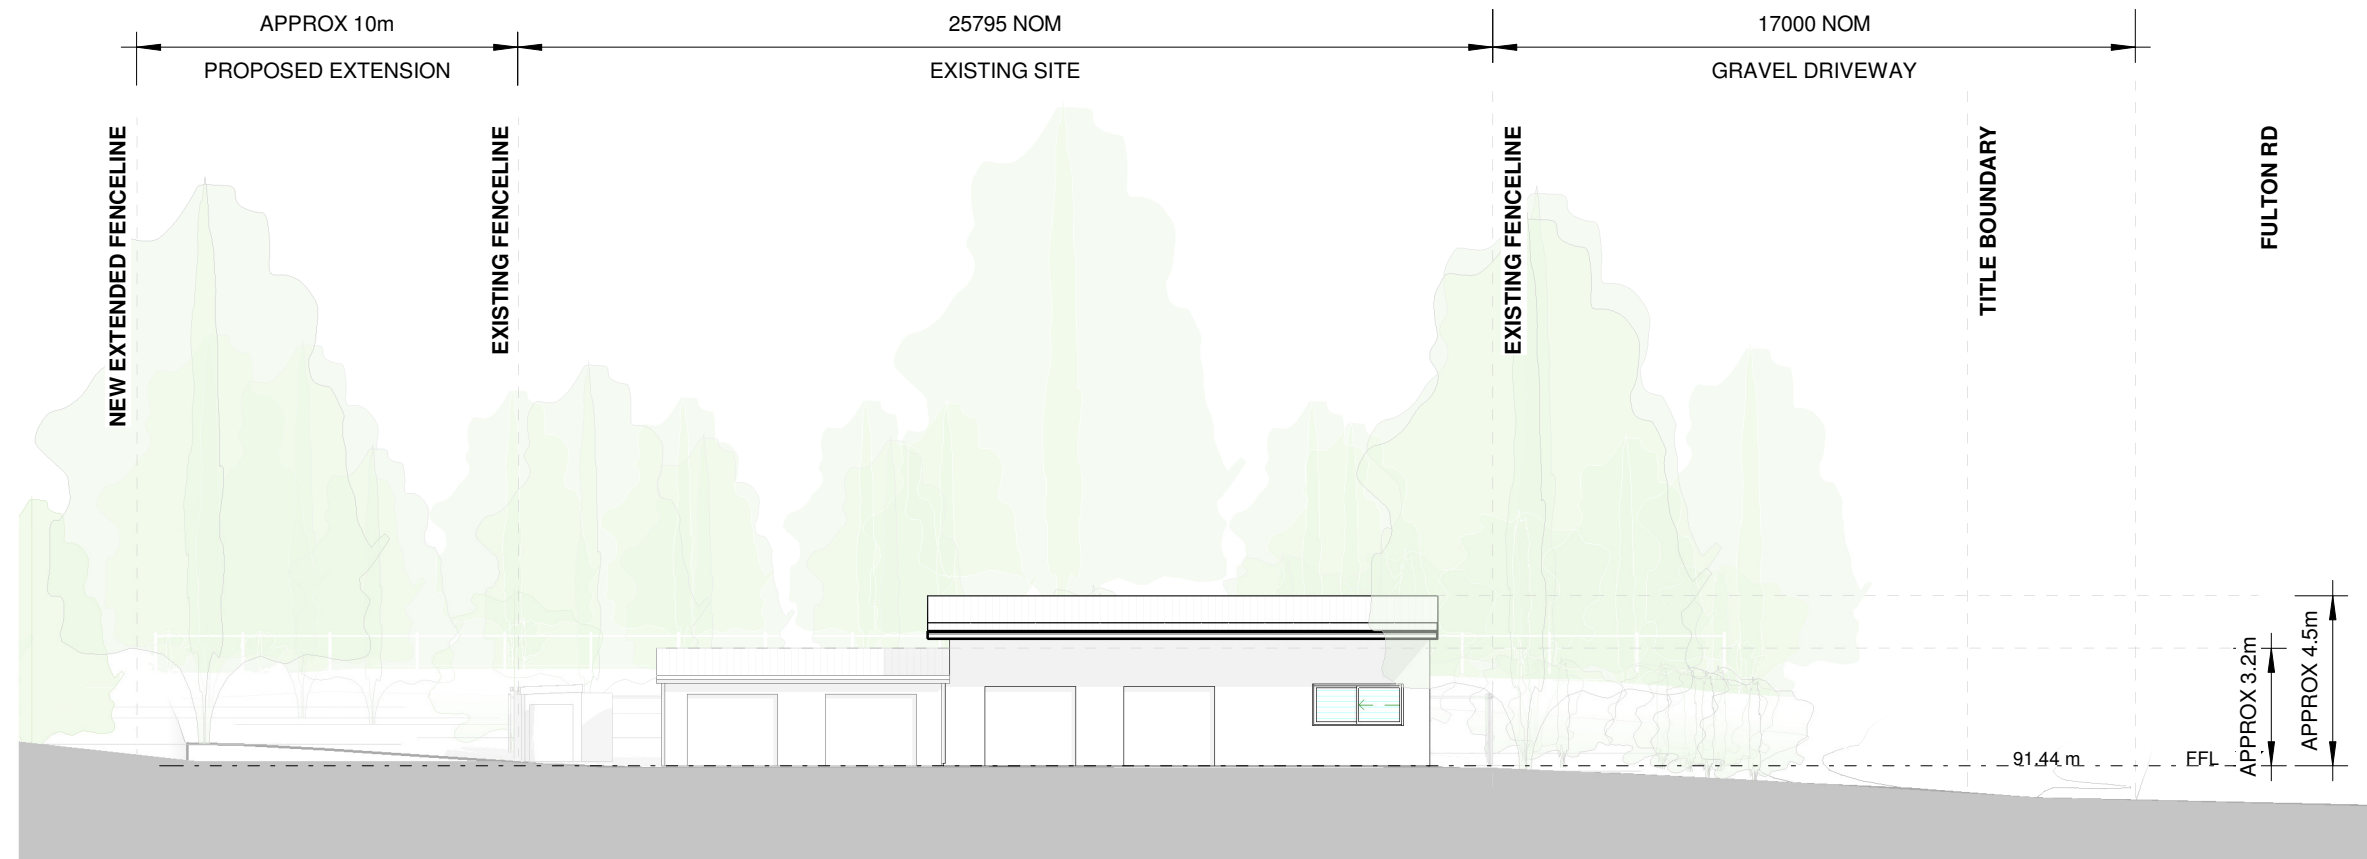 APPROX 10m
25795 NOM
17000 NOM
PROPOSED EXTENSION
EXISTING SITE
GRAVEL DRIVEWAY
NEW EXTENDED FENCELINE
EXISTING FENCELINE
EXISTING FENCELINE
TITLE BOUNDARY
FULTON RD
APPROX 3.2m
APPROX 4.5m
91.44 m
FFL